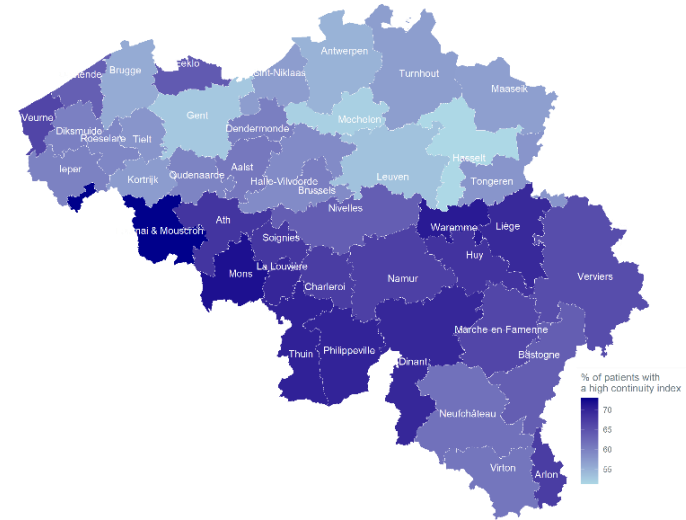 Antwerpen
Brugge
Eeklo
Sint-Niklaas
Turnhout
Maaseik
Veurne
Gent
Mechelen
Diksmuide
Roeselare
Tielt
Dendermonde
Hasselt
Ieper
Kortrijk
Oudenaarde
Aalst
Halle-Vilvoorde
Brussels
Leuven
Tongeren
Nivelles
Ath
Mouscron
Soignies
Waremme
Liège
Mons
La Louvière
Charleroi
Namur
Huy
Verviers
Thuin
Philippeville
Dinant
Marche en Famenne
Bastogne
Neufchâteau
Virton
Arlon
% of patients with
a high continuity index
70
65
60
55